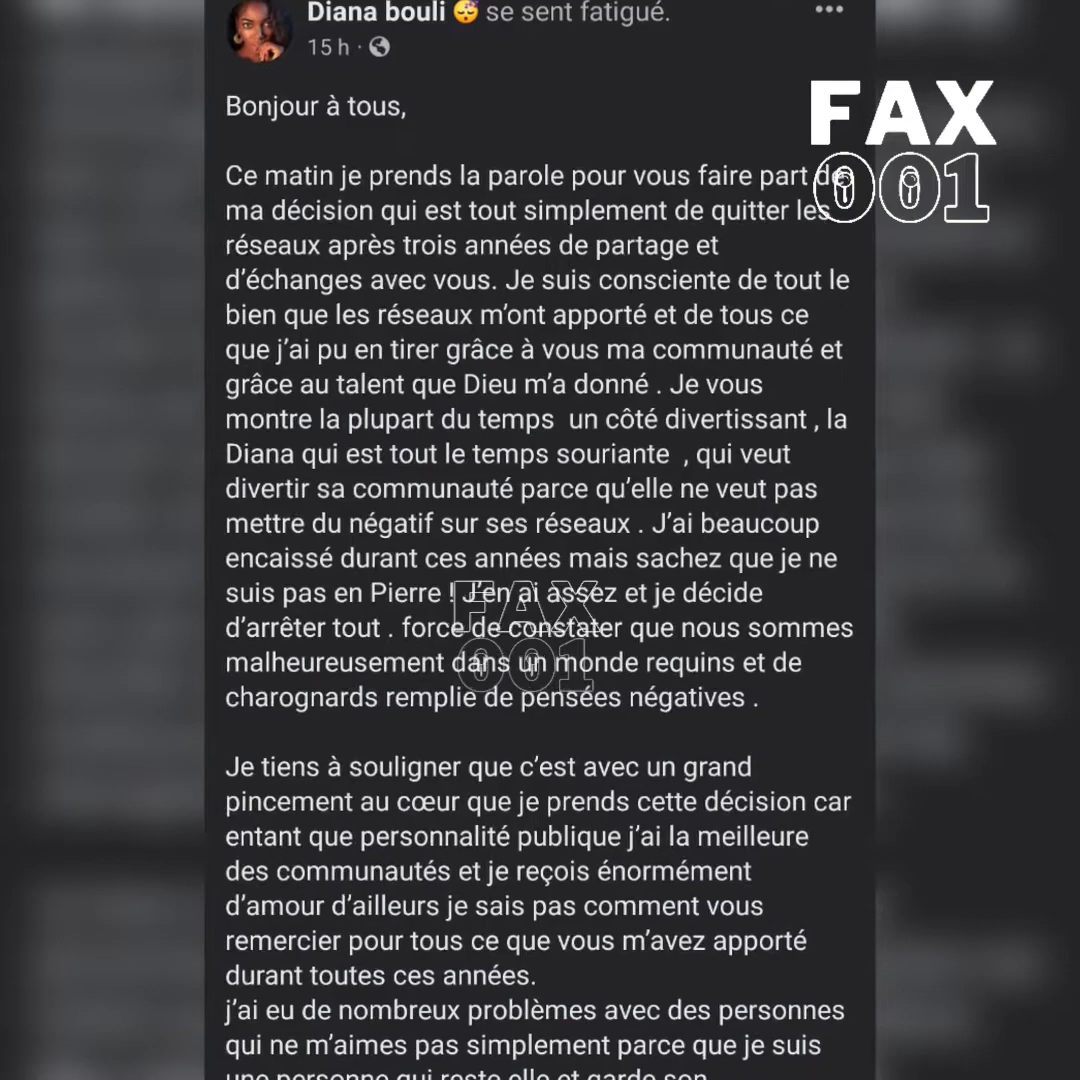 Diana bouli 😴 se sent fatigué.
15 h
FAX
001
Bonjour à tous,
Ce matin je prends la parole pour vous faire part de
ma décision qui est tout simplement de quitter les
réseaux après trois années de partage et
d'échanges avec vous. Je suis consciente de tout le
bien que les réseaux m'ont apporté et de tous ce
que j'ai pu en tirer grâce à vous ma communauté et
grâce au talent que Dieu m'a donné . Je vous
montre la plupart du temps  un côté divertissant , la
Diana qui est tout le temps souriante  , qui veut
divertir sa communauté parce qu'elle ne veut pas
mettre du négatif sur ses réseaux . J'ai beaucoup
encaissé durant ces années mais sachez que je ne
suis pas en Pierre ! J'en ai assez et je décide
d'arrêter tout . force de constater que nous sommes
malheureusement dans un monde requins et de
charognards remplie de pensées négatives .
FAX
001
Je tiens à souligner que c'est avec un grand
pincement au cœur que je prends cette décision car
entant que personnalité publique j'ai la meilleure
des communautés et je reçois énormément
d'amour d'ailleurs je sais pas comment vous
remercier pour tous ce que vous m'avez apporté
durant toutes ces années.
j'ai eu de nombreux problèmes avec des personnes
qui ne m'aimes pas simplement parce que je suis
une personne qui reste elle et garde son